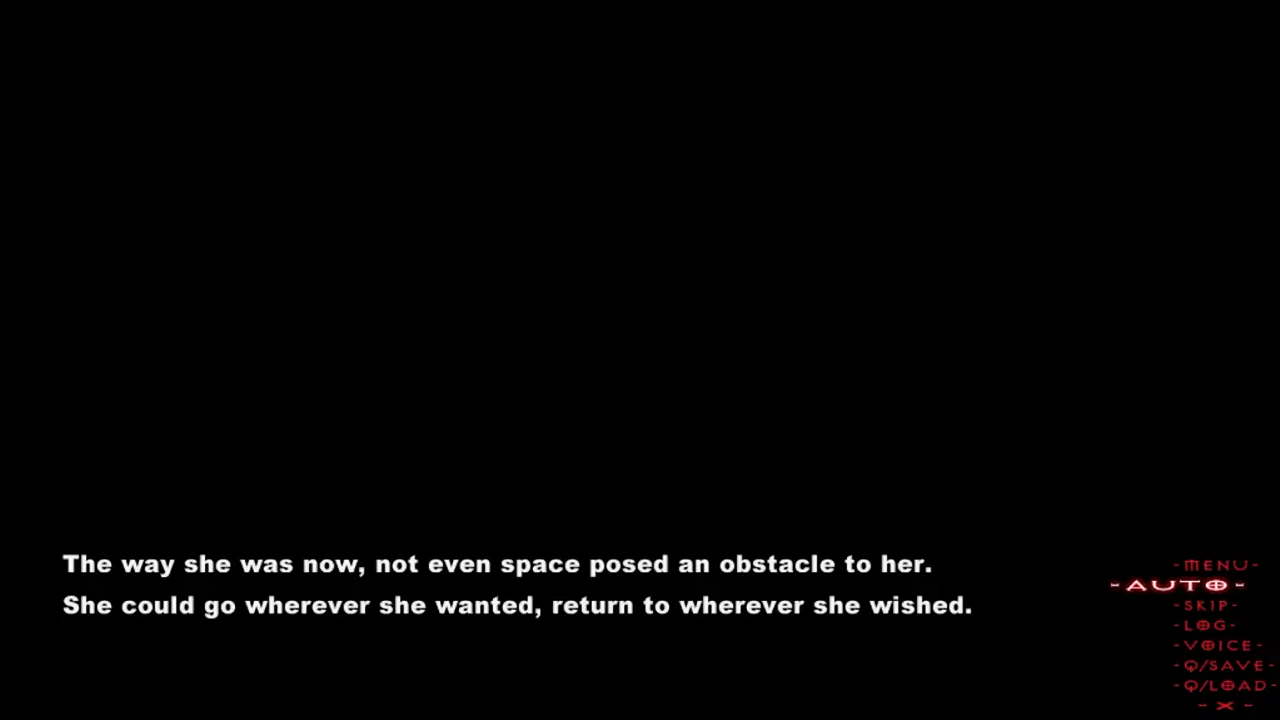 The way she was now, not even space posed an obstacle to her.
She could go wherever she wanted, return to wherever she wished.
-MENU-
-AUTO-
-SKIP-
-LOG-
-VOICE-
-Q/SAVE-
-Q/LOAD-
-X-